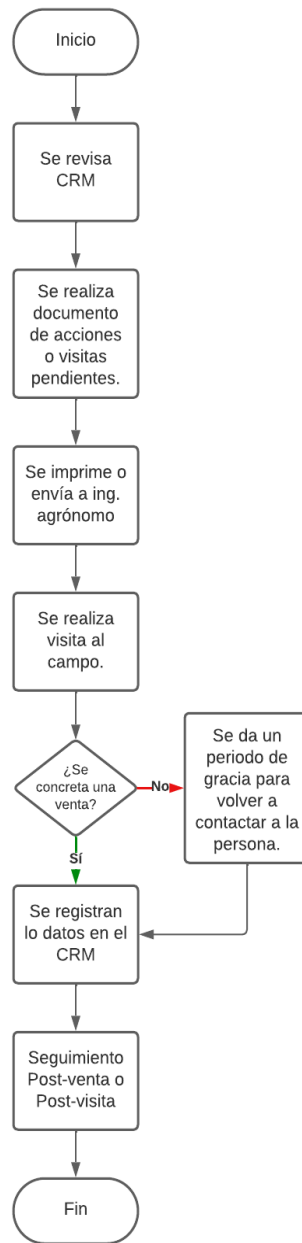 Inicio
Se revisa
CRM
Se realiza
documento
de acciones
o visitas
pendientes.
Se imprime o
envía a ing.
agrónomo
Se realiza
visita al
campo.
¿Se
concreta una
venta?
No
Se da un
periodo de
gracia para
volver a
contactar a la
persona.
Sí
Se registran
lo datos en el
CRM
Seguimiento
Post-venta o
Post-visita
Fin